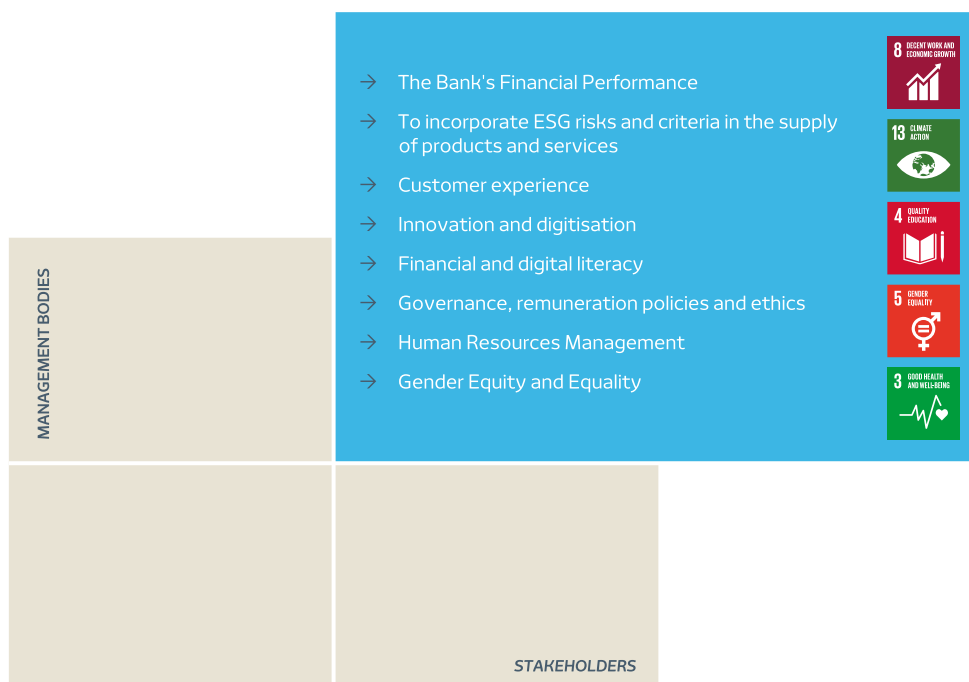 → The Bank's Financial Performance
→ To incorporate ESG risks and criteria in the supply
of products and services
→ Customer experience
→ Innovation and digitisation
→ Financial and digital literacy
→ Governance, remuneration policies and ethics
→ Human Resources Management
→ Gender Equity and Equality
8 DECENT WORK AND
ECONOMIC GROWTH
13 CLIMATE
ACTION
4 QUALITY
EDUCATION
5 GENDER
EQUALITY
3 GOOD HEALTH
AND WELL-BEING
MANAGEMENT BODIES
STAKEHOLDERS